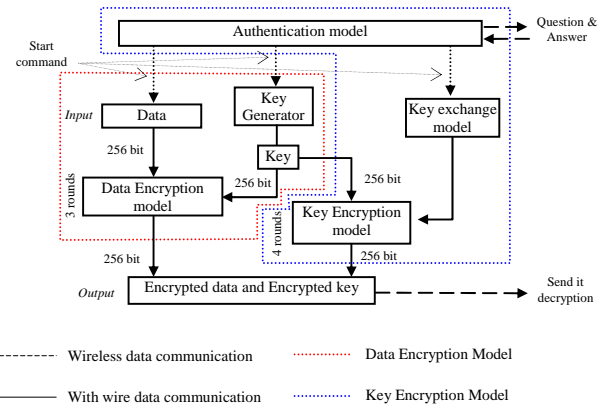 Authentication model
Question &
Answer
Start
command
Input
Data
Key
Generator
Key exchange
model
256 bit
Key
256 bit
256 bit
3 rounds
Data Encryption
model
4 rounds
Key Encryption
model
256 bit
256 bit
Output
Encrypted data and Encrypted key
Send it
decryption
Wireless data communication
Data Encryption Model
With wire data communication
Key Encryption Model